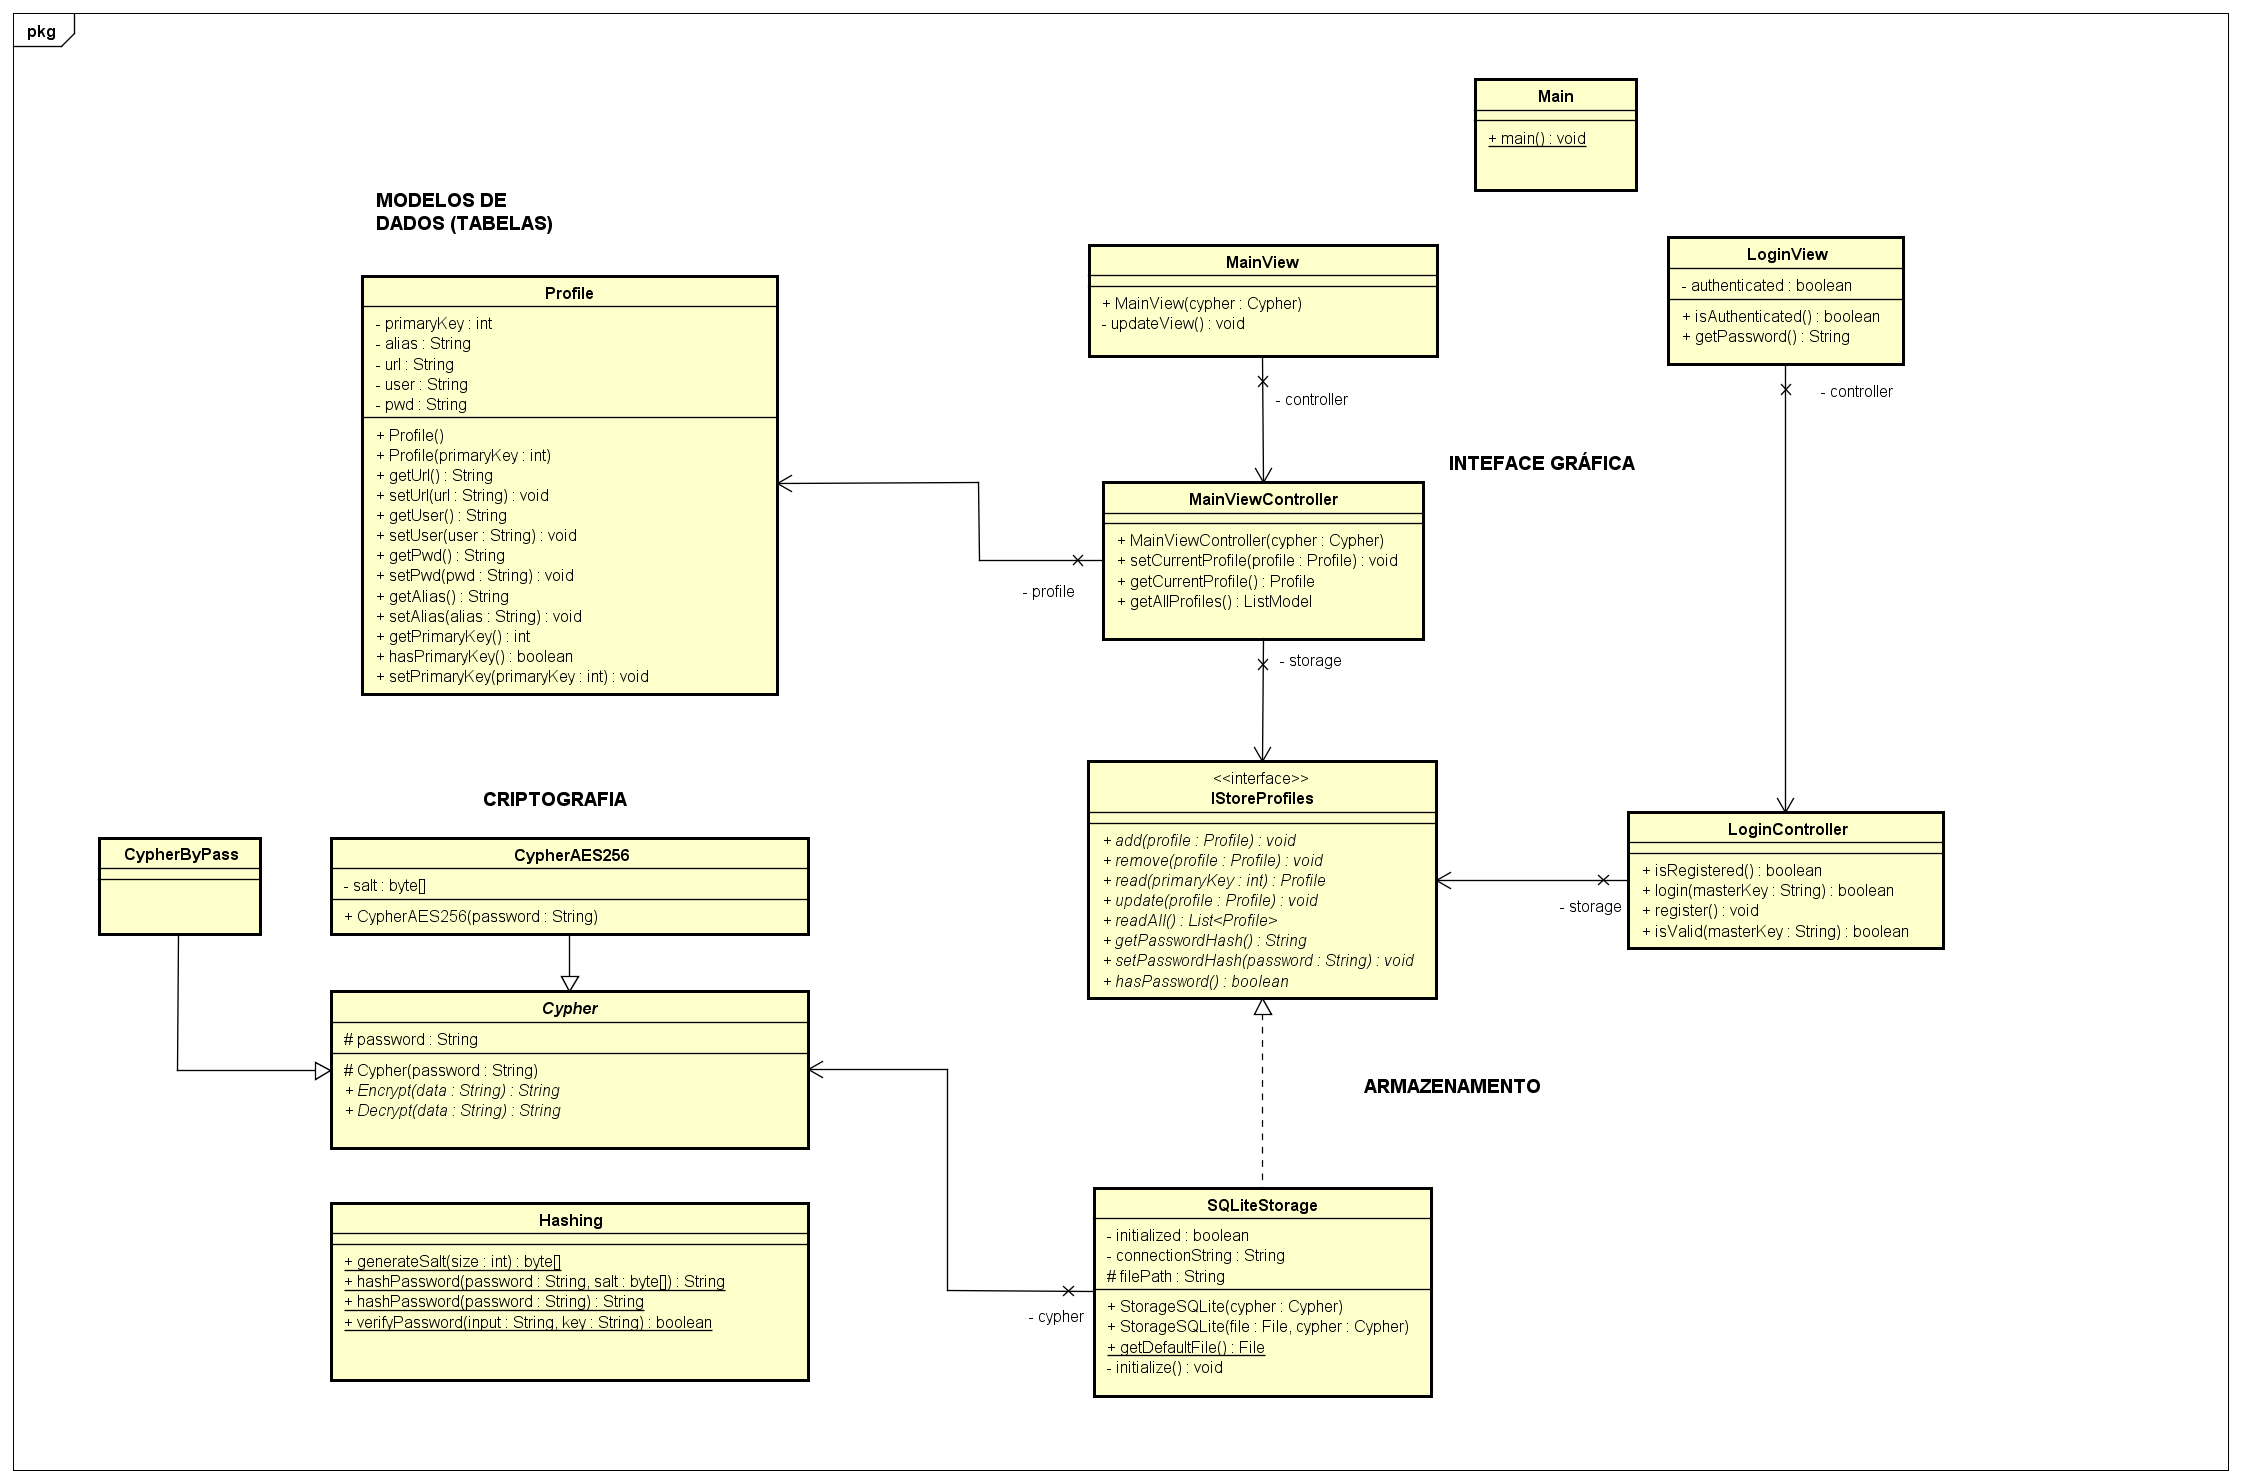 pkg
Main
+ main() : void
MODELOS DE
DADOS (TABELAS)
Profile
- primaryKey : int
- alias : String
- url : String
- user : String
- pwd : String
+ Profile()
+ Profile(primaryKey : int)
+ getUrl() : String
+ setUrl(url : String) : void
+ getUser() : String
+ setUser(user : String) : void
+ getPwd() : String
+ setPwd(pwd : String) : void
+ getAlias() : String
+ setAlias(alias : String) : void
+ getPrimaryKey() : int
+ hasPrimaryKey() : boolean
+ setPrimaryKey(primaryKey : int) : void
MainView
+ MainView(cypher : Cypher)
- updateView() : void
- controller
LoginView
- authenticated : boolean
+ isAuthenticated() : boolean
+ getPassword() : String
- controller
INTEFACE GRÁFICA
MainViewController
+ MainViewController(cypher : Cypher)
+ setCurrentProfile(profile : Profile) : void
+ getCurrentProfile() : Profile
+ getAllProfiles() : ListModel
- profile
- storage
<<interface>>
IStoreProfiles
+ add(profile : Profile) : void
+ remove(profile : Profile) : void
+ read(primaryKey : int) : Profile
+ update(profile : Profile) : void
+ readAll() : List<Profile>
+ getPasswordHash() : String
+ setPasswordHash(password : String) : void
+ hasPassword() : boolean
LoginController
+ isRegistered() : boolean
+ login(masterKey : String) : boolean
+ register() : void
+ isValid(masterKey : String) : boolean
- storage
CRIPTOGRAFIA
CypherByPass
CypherAES256
- salt : byte[]
+ CypherAES256(password : String)
Cypher
# password : String
# Cypher(password : String)
+ Encrypt(data : String) : String
+ Decrypt(data : String) : String
Hashing
+ generateSalt(size : int) : byte[]
+ hashPassword(password : String, salt : byte[]) : String
+ hashPassword(password : String) : String
+ verifyPassword(input : String, key : String) : boolean
ARMAZENAMENTO
SQLiteStorage
- initialized : boolean
- connectionString : String
# filePath : String
+ StorageSQLite(cypher : Cypher)
+ StorageSQLite(file : File, cypher : Cypher)
+ getDefaultFile() : File
- initialize() : void
- cypher